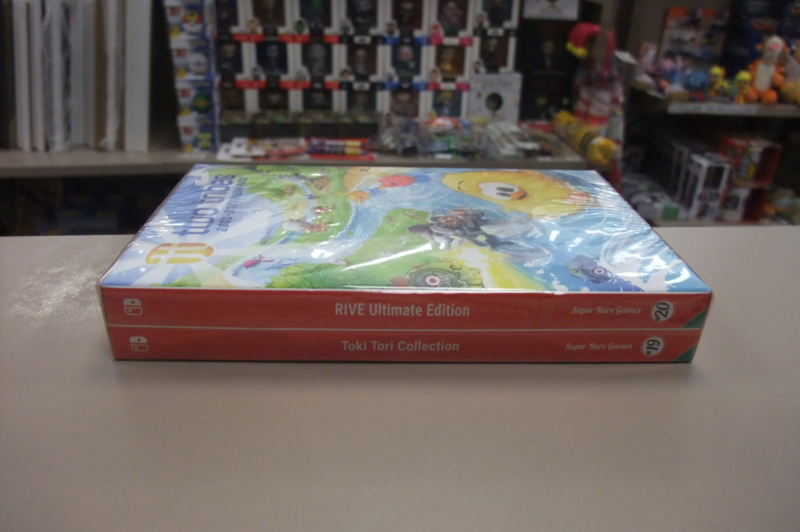 two tribes
RIVE Ultimate Edition
Super Rare Games
#20
Toki Tori Collection
Super Rare Games
#19